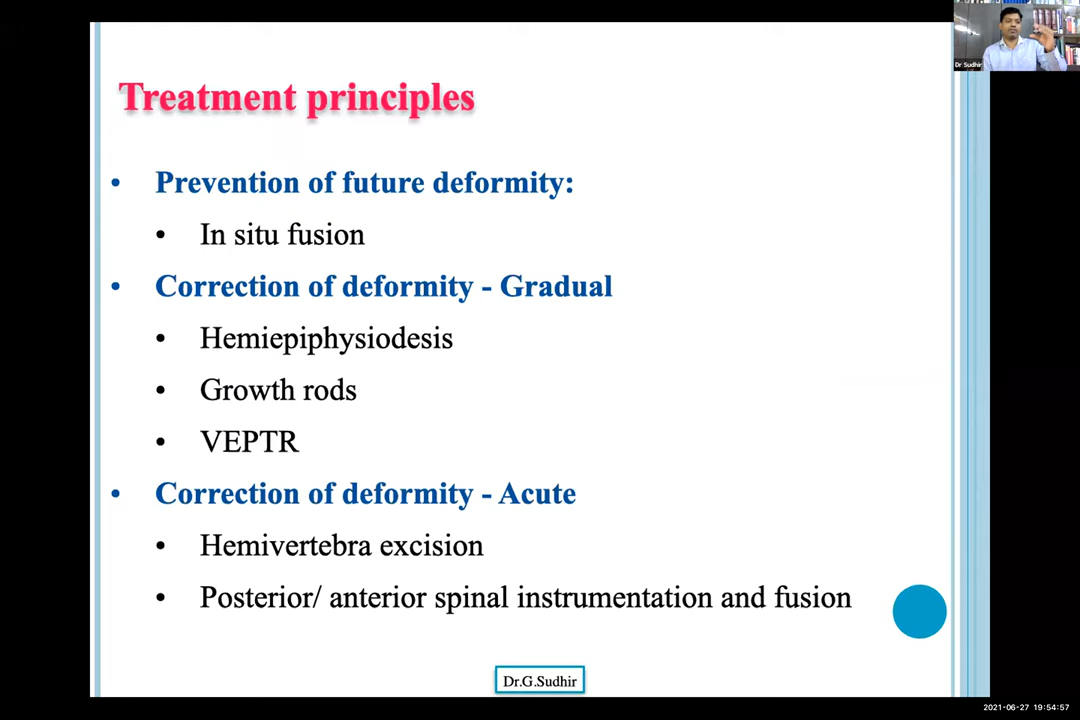 Dr Sudhir
Treatment principles
• Prevention of future deformity:
• In situ fusion
• Correction of deformity - Gradual
• Hemiepiphysiodesis
• Growth rods
• VEPTR
• Correction of deformity - Acute
• Hemivertebra excision
• Posterior/ anterior spinal instrumentation and fusion
Dr.G.Sudhir
2021-06-27 19:54:57